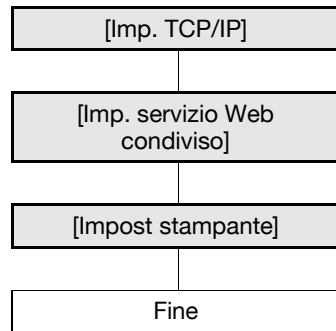 [Imp. TCP/IP]
[Imp. servizio Web
condiviso]
[Impost stampante]
Fine